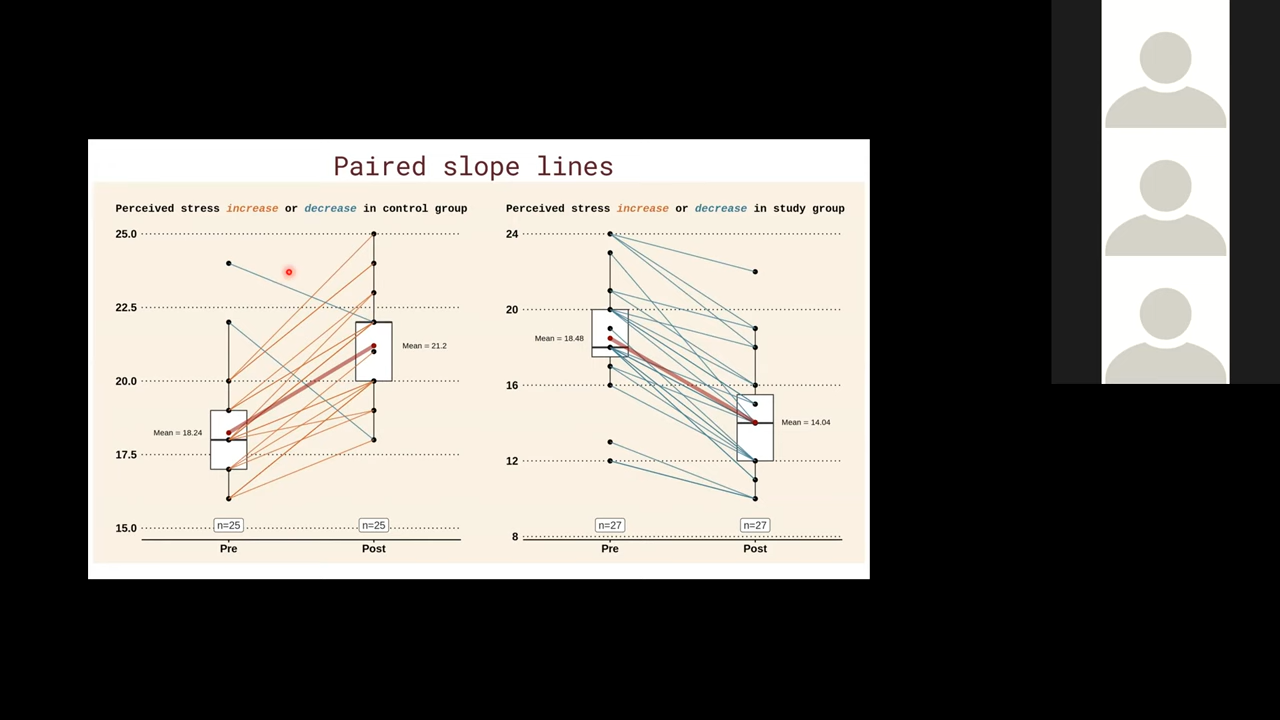 Paired slope lines
Perceived stress increase or decrease in control group
25.0
22.5
20.0
17.5
15.0
Mean = 18.24
Mean = 21.2
n=25
n=25
Pre
Post
Perceived stress increase or decrease in study group
24
20
16
12
8
Mean = 18.48
Mean = 14.04
n=27
n=27
Pre
Post